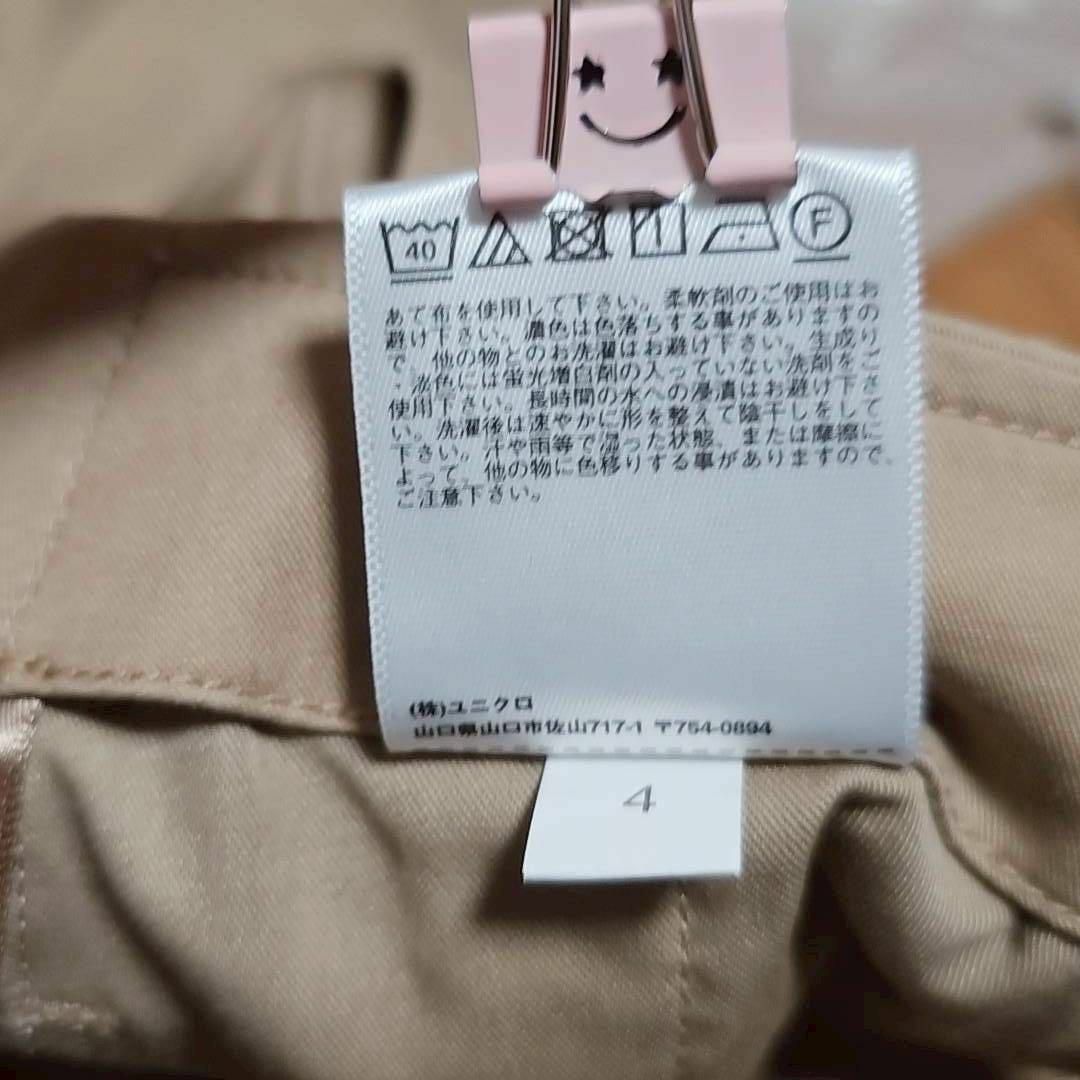 40 F
あて布を使用して下さい。柔軟剤のご使用はお
避け下さい。濃色は色落ちする事がありますの
で、他の物とのお洗濯はお避け下さい。生成り
・淡色には蛍光増白剤の入っていない洗剤をご
使用下さい。長時間の水への浸漬はお避け下さ
い。洗濯後は速やかに形を整えて陰干しをして
下さい。汗や雨等で湿った状態、または摩擦に
よって、他の物に色移りする事がありますので、
ご注意下さい。
(株)ユニクロ
山口県山口市佐山717-1 〒754-0894
4